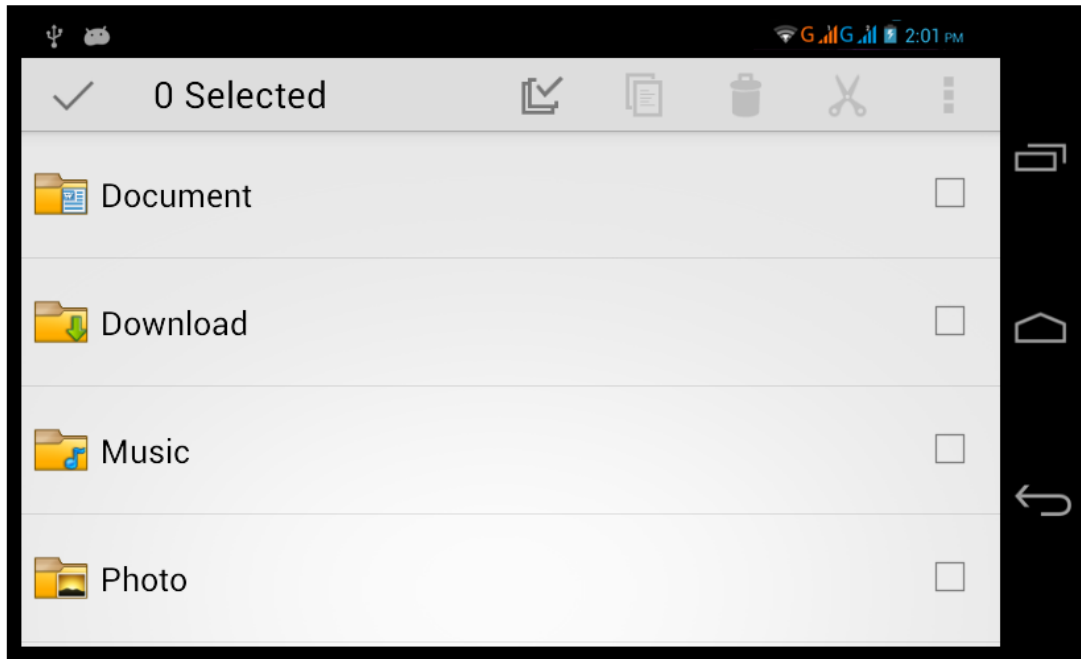 G G 2:01 PM
0 Selected
Document
Download
Music
Photo